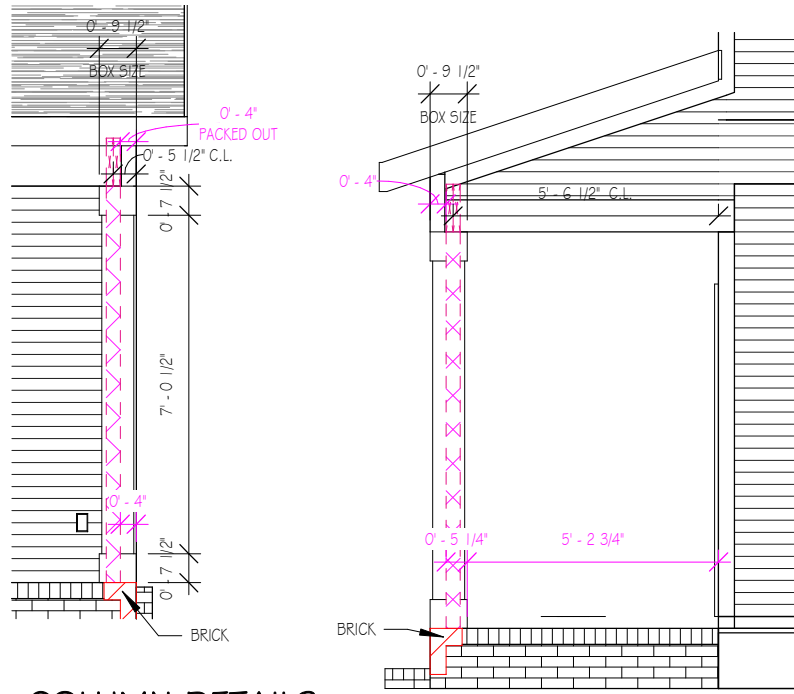 0' - 9 1/2"
BOX SIZE
0' - 4"
PACKED OUT
0' - 5 1/2" C.L.
0' - 7 1/2"
7' - 0 1/2"
0' - 4"
0' - 7 1/2"
BRICK
COLUMN DETAILS
0' - 9 1/2"
BOX SIZE
0' - 4"
5' - 6 1/2" C.L.
0' - 5 1/4"
5' - 2 3/4"
BRICK